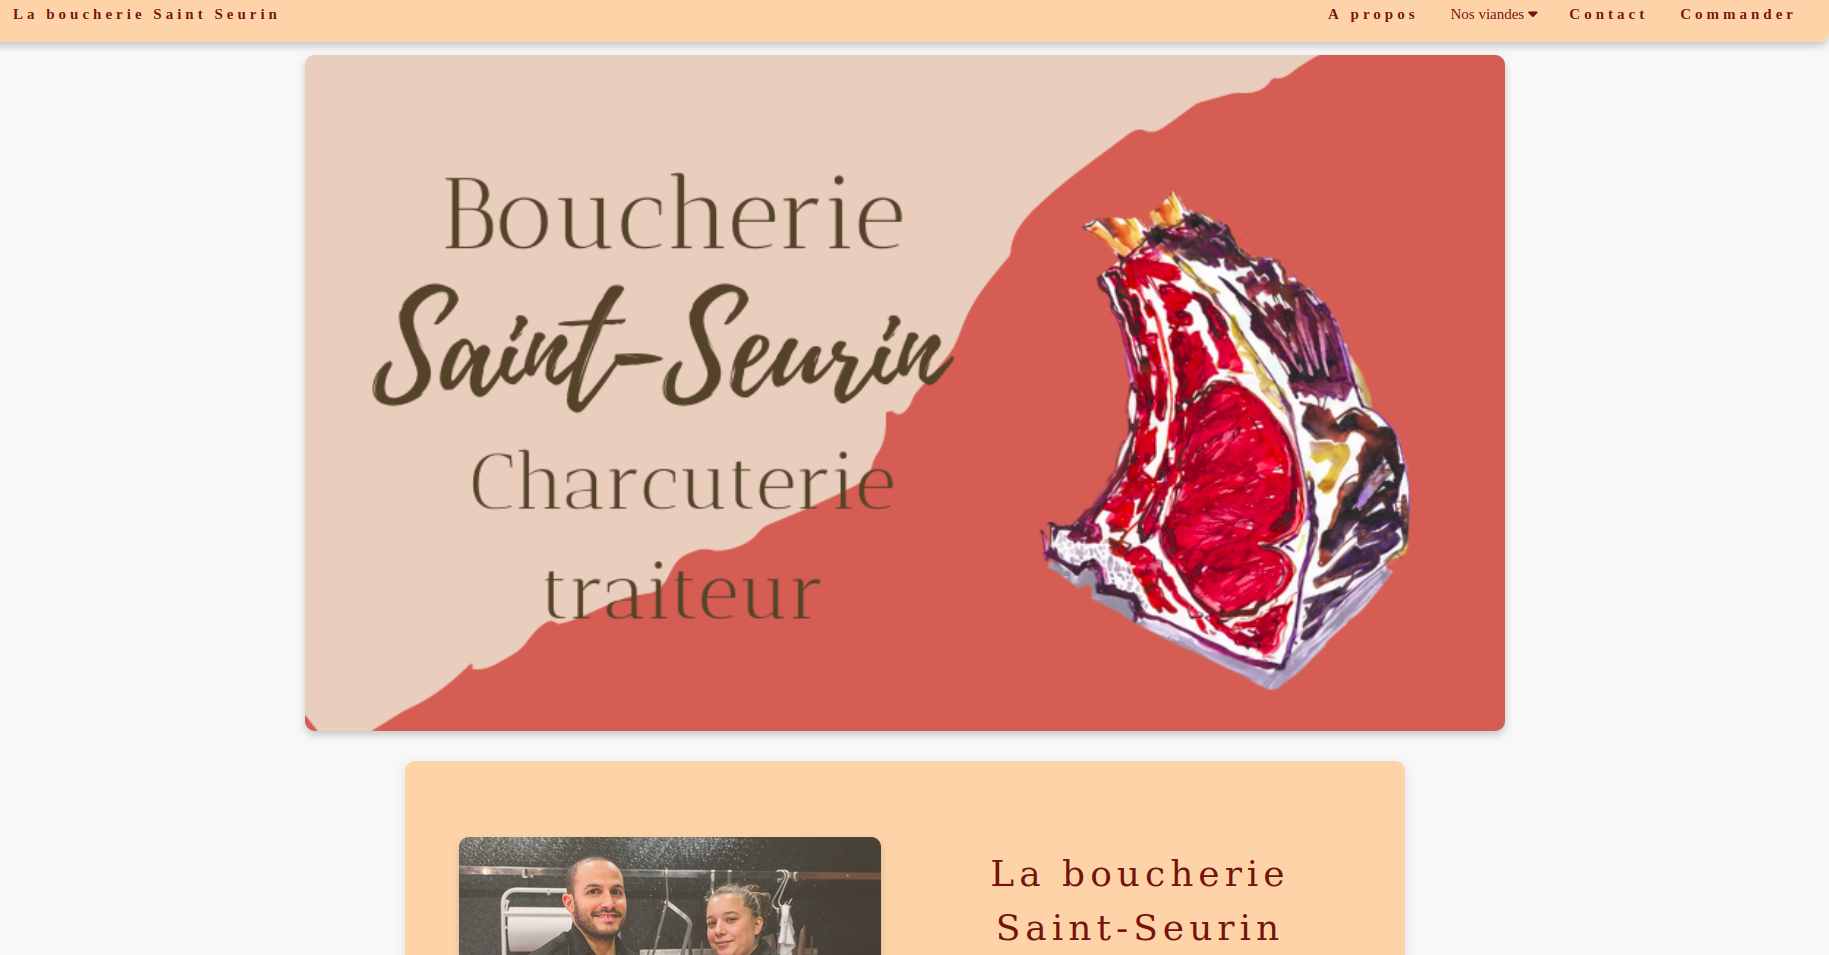 La boucherie Saint Seurin
A propos
Nos viandes
Contact
Commander
Boucherie
Saint-Seurin
Charcuterie
traiteur
La boucherie
Saint-Seurin